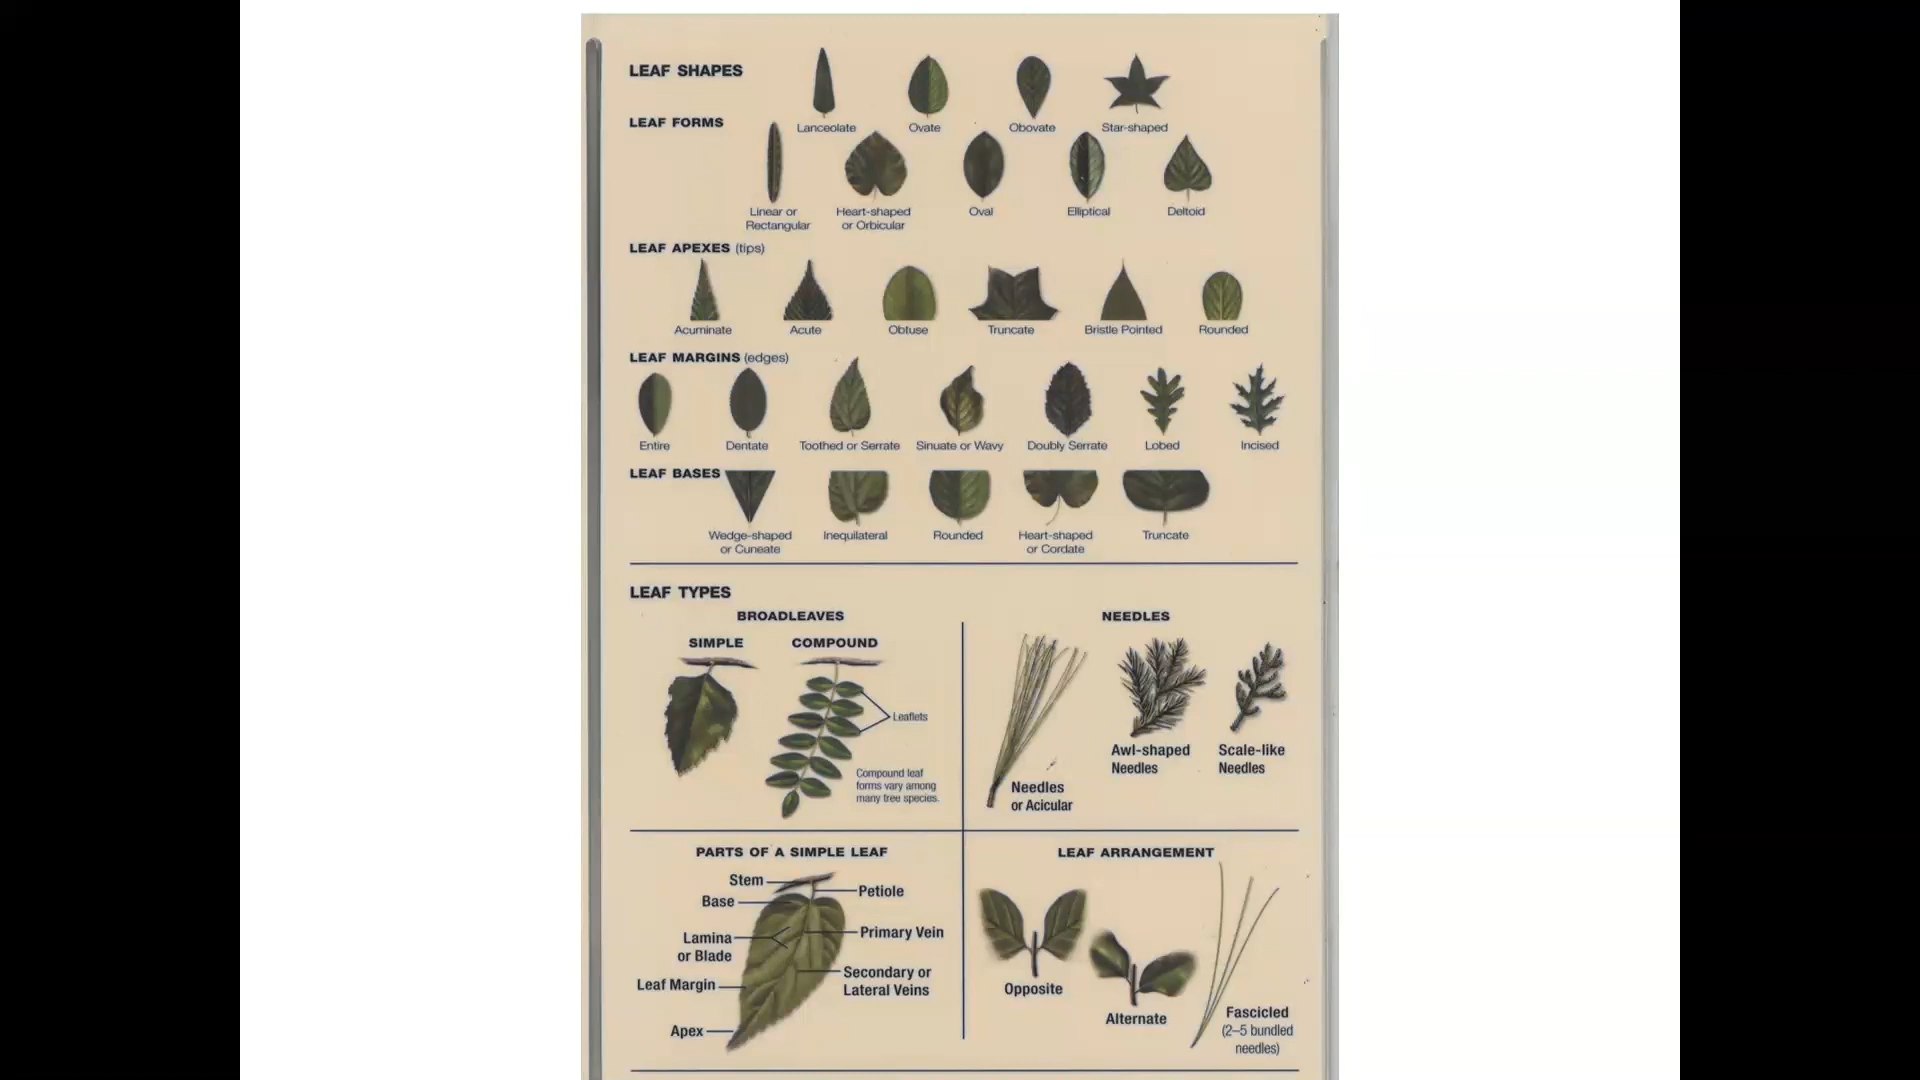 LEAF SHAPES
Lanceolate
Ovate
Obovate
Star-shaped
LEAF FORMS
Linear or
Rectangular
Heart-shaped
or Orbicular
Oval
Elliptical
Deltoid
LEAF APEXES (tips)
Acuminate
Acute
Obtuse
Truncate
Bristle Pointed
Rounded
LEAF MARGINS (edges)
Entire
Dentate
Toothed or Serrate
Sinuate or Wavy
Doubly Serrate
Lobed
Incised
LEAF BASES
Wedge-shaped
or Cuneate
Inequilateral
Rounded
Heart-shaped
or Cordate
Truncate
LEAF TYPES
BROADLEAVES
SIMPLE
COMPOUND
Leaflets
Compound leaf
forms vary among
many tree species.
NEEDLES
Needles
or Acicular
Awl-shaped
Needles
Scale-like
Needles
PARTS OF A SIMPLE LEAF
Stem
Petiole
Base
Primary Vein
Lamina
or Blade
Secondary or
Lateral Veins
Leaf Margin
Apex
LEAF ARRANGEMENT
Opposite
Alternate
Fascicled
(2–5 bundled
needles)